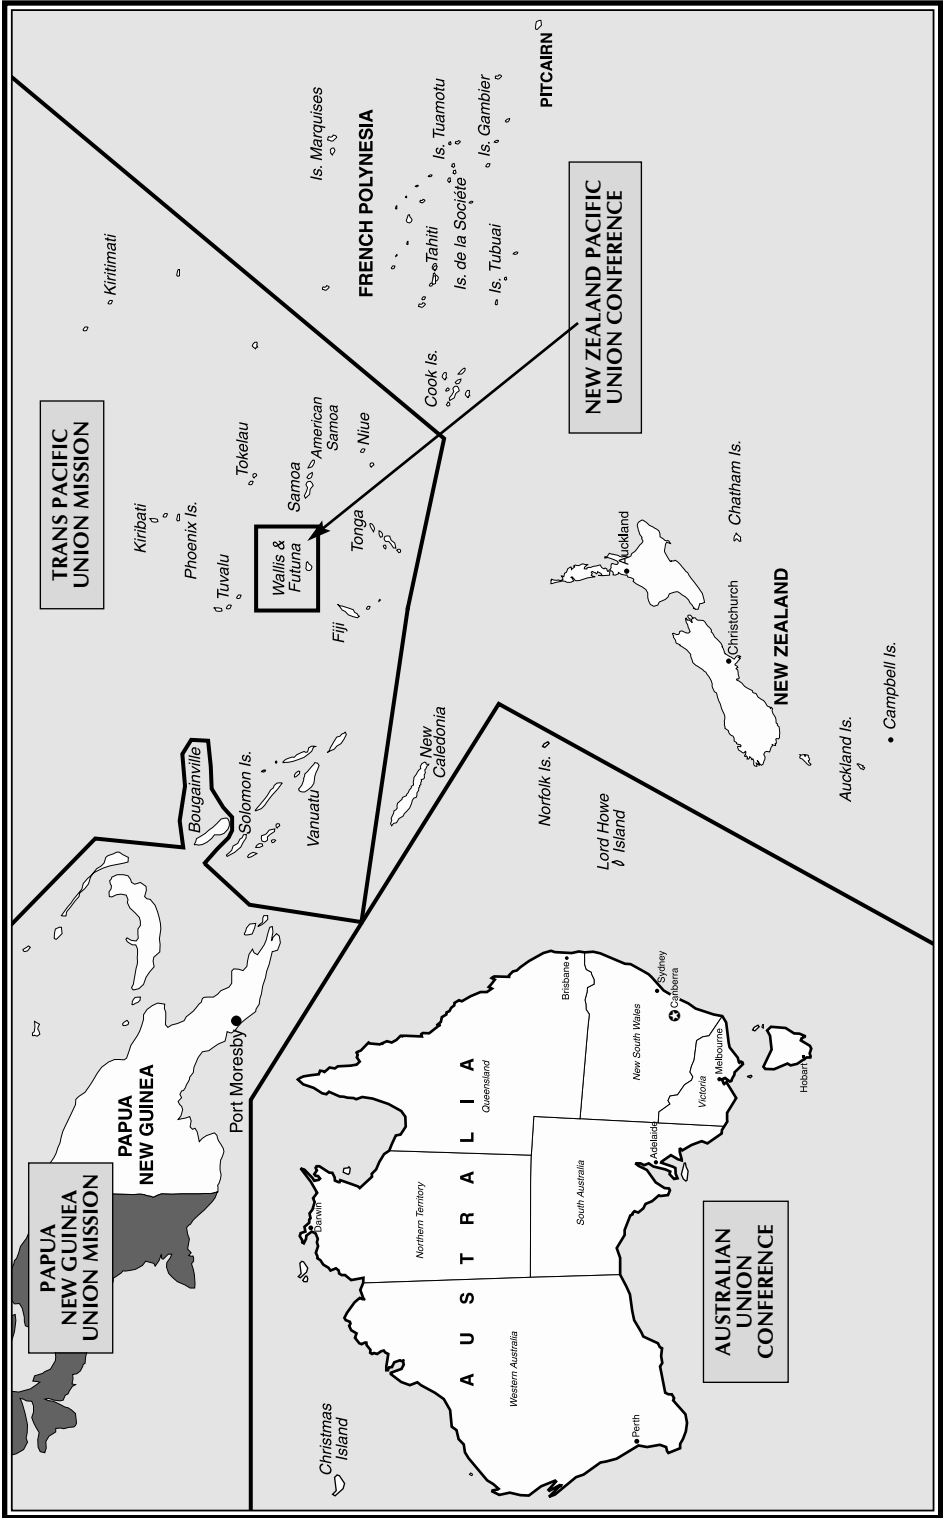 PAPUA
NEW GUINEA
UNION MISSION
TRANS PACIFIC
UNION MISSION
Kiritimati
PAPUA
NEW GUINEA
Port Moresby
Bougainville
Solomon Is.
Vanuatu
Kiribati
Phoenix Is.
Tuvalu
Tokelau
Wallis &
Futuna
Samoa
American
Samoa
Niue
Fiji
Tonga
Is. Marquises
FRENCH POLYNESIA
Cook Is.
Tahiti
Is. Tuamotu
Is. de la Sociéte
Is. Gambier
Is. Tubuai
PITCAIRN
New
Caledonia
NEW ZEALAND PACIFIC
UNION CONFERENCE
Christmas
Island
Darwin
Northern Territory
AUSTRALIA
Queensland
Western Australia
South Australia
Brisbane
New South Wales
Sydney
Canberra
Adelaide
Victoria
Melbourne
Perth
Hobart
Norfolk Is.
Lord Howe
Island
Auckland
Christchurch
Chatham Is.
NEW ZEALAND
Auckland Is.
Campbell Is.
AUSTRALIAN
UNION
CONFERENCE